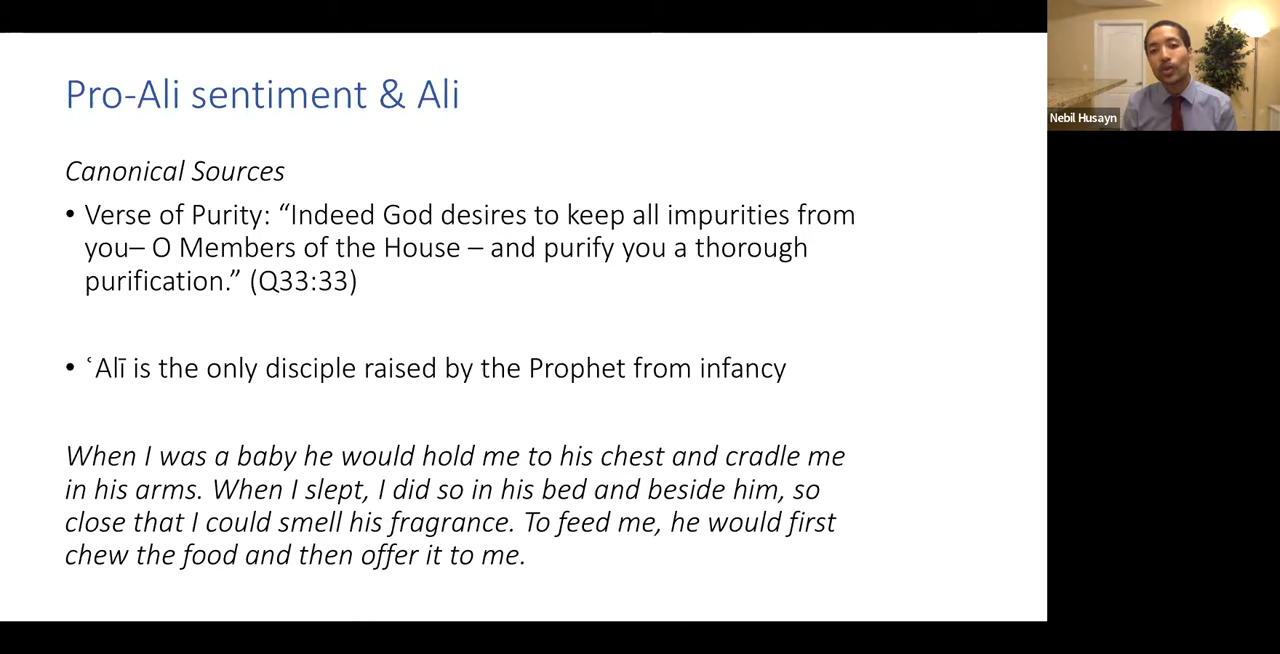 Pro-Ali sentiment & Ali
Nebil Husayn
Canonical Sources
• Verse of Purity: “Indeed God desires to keep all impurities from
you– O Members of the House – and purify you a thorough
purification.” (Q33:33)
• ʿAlī is the only disciple raised by the Prophet from infancy
When I was a baby he would hold me to his chest and cradle me
in his arms. When I slept, I did so in his bed and beside him, so
close that I could smell his fragrance. To feed me, he would first
chew the food and then offer it to me.